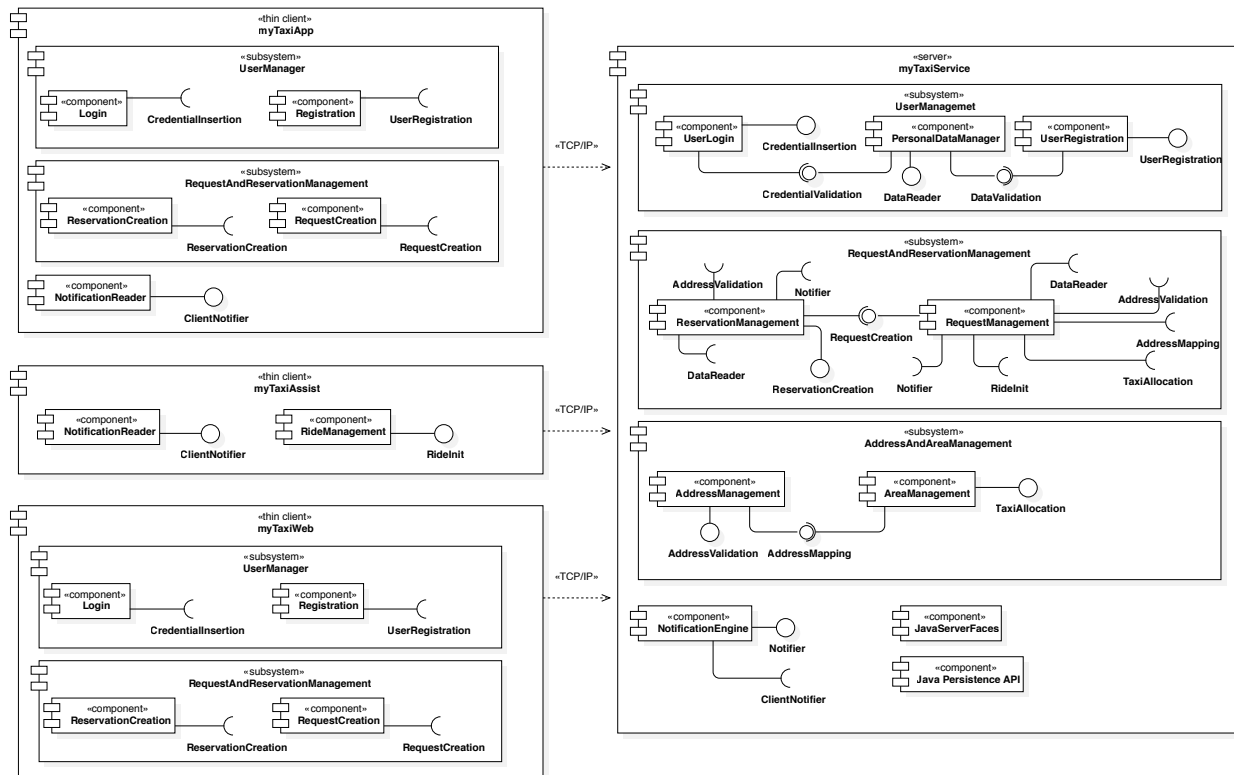 «thin client»
myTaxiApp
«subsystem»
UserManager
«component»
Login
CredentialInsertion
«component»
Registration
UserRegistration
«subsystem»
RequestAndReservationManagement
«component»
ReservationCreation
ReservationCreation
«component»
RequestCreation
RequestCreation
«component»
NotificationReader
ClientNotifier
«TCP/IP»
«thin client»
myTaxiAssist
«component»
NotificationReader
ClientNotifier
«component»
RideManagement
RideInit
«TCP/IP»
«thin client»
myTaxiWeb
«subsystem»
UserManager
«component»
Login
CredentialInsertion
«component»
Registration
UserRegistration
«subsystem»
RequestAndReservationManagement
«component»
ReservationCreation
ReservationCreation
«component»
RequestCreation
RequestCreation
«TCP/IP»
«server»
myTaxiService
«subsystem»
UserManagemet
«component»
UserLogin
CredentialInsertion
«component»
PersonalDataManager
«component»
UserRegistration
UserRegistration
CredentialValidation
DataReader
DataValidation
«subsystem»
RequestAndReservationManagement
AddressValidation
Notifier
DataReader
AddressValidation
«component»
ReservationManagement
RequestCreation
«component»
RequestManagement
AddressMapping
DataReader
ReservationCreation
Notifier
RideInit
TaxiAllocation
«subsystem»
AddressAndAreaManagement
«component»
AddressManagement
«component»
AreaManagement
TaxiAllocation
AddressValidation
AddressMapping
«component»
NotificationEngine
Notifier
ClientNotifier
«component»
JavaServerFaces
«component»
Java Persistence API